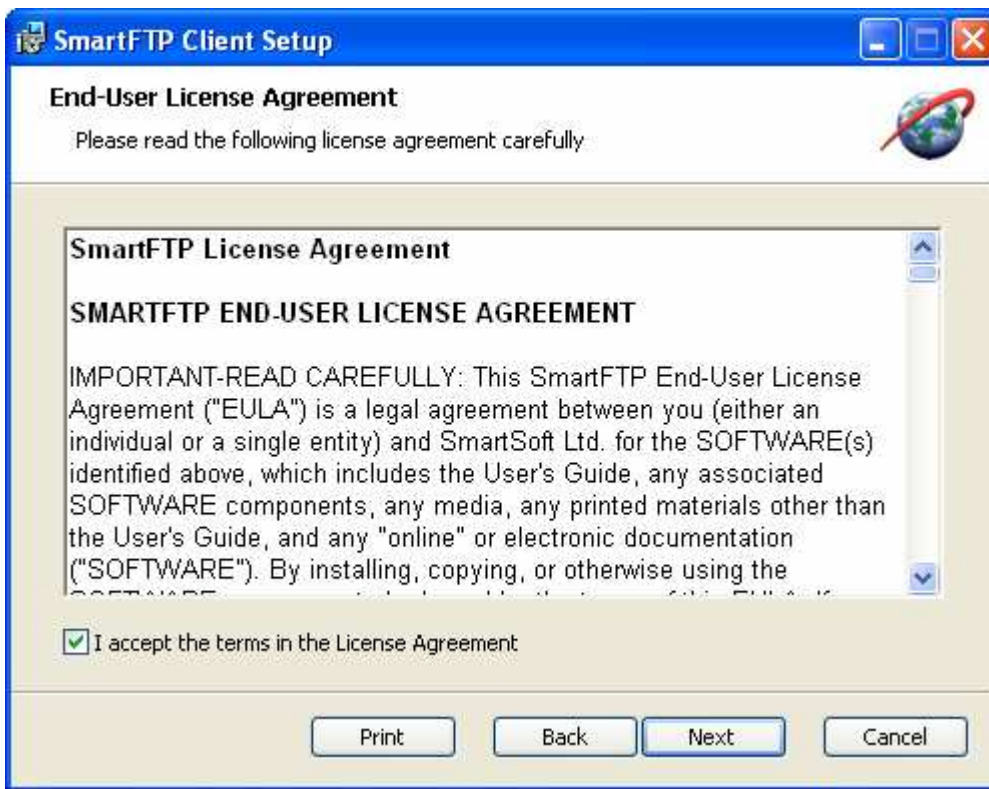 SmartFTP Client Setup
End-User License Agreement
Please read the following license agreement carefully
SmartFTP License Agreement
SMARTFTP END-USER LICENSE AGREEMENT
IMPORTANT-READ CAREFULLY: This SmartFTP End-User License
Agreement ("EULA") is a legal agreement between you (either an
individual or a single entity) and SmartSoft Ltd. for the SOFTWARE(s)
identified above, which includes the User's Guide, any associated
SOFTWARE components, any media, any printed materials other than
the User's Guide, and any "online" or electronic documentation
("SOFTWARE"). By installing, copying, or otherwise using the
I accept the terms in the License Agreement
Print Back Next Cancel